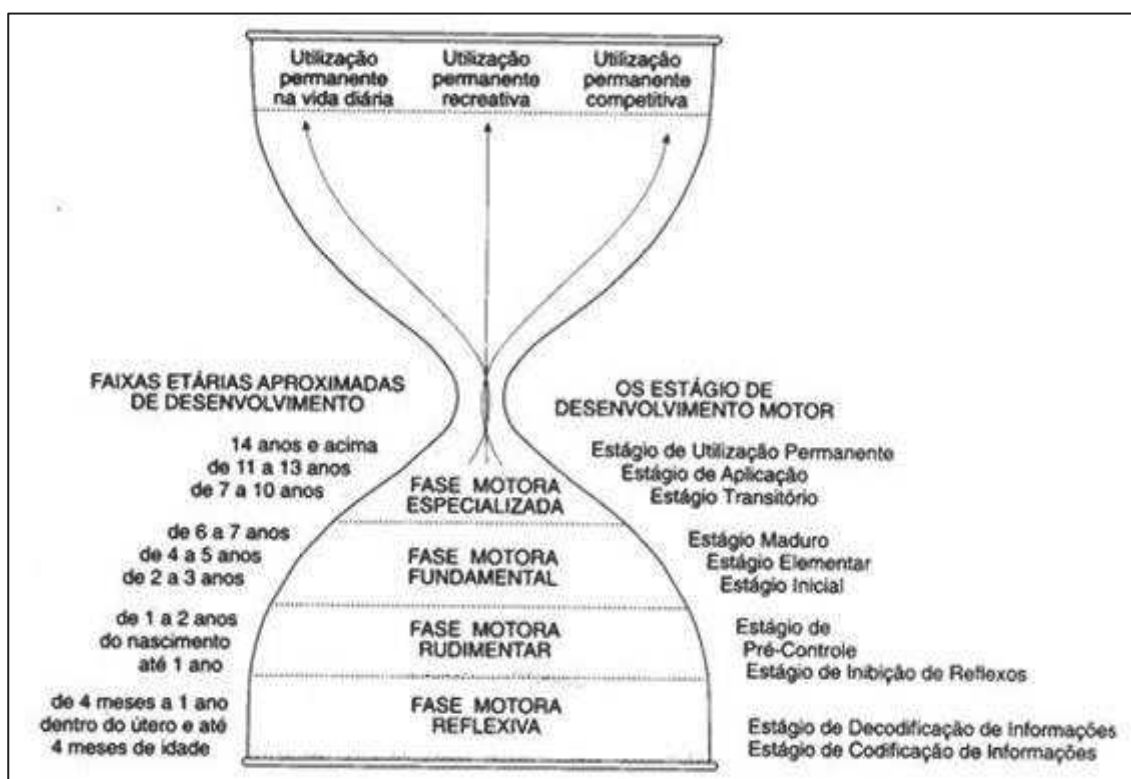 Utilização permanente na vida diária
Utilização permanente recreativa
Utilização permanente competitiva
FAIXAS ETÁRIAS APROXIMADAS
DE DESENVOLVIMENTO
14 anos e acima
de 11 a 13 anos
de 7 a 10 anos
de 6 a 7 anos
de 4 a 5 anos
de 2 a 3 anos
de 1 a 2 anos
do nascimento
até 1 ano
de 4 meses a 1 ano
dentro do útero e até
4 meses de idade
FASE MOTORA
ESPECIALIZADA
FASE MOTORA
FUNDAMENTAL
FASE MOTORA
RUDIMENTAR
FASE MOTORA
REFLEXIVA
OS ESTÁGIO DE
DESENVOLVIMENTO MOTOR
Estágio de Utilização Permanente
Estágio de Aplicação
Estágio Transitório
Estágio Maduro
Estágio Elementar
Estágio Inicial
Estágio de
Pré-Controle
Estágio de Inibição de Reflexos
Estágio de Decodificação de Informações
Estágio de Codificação de Informações